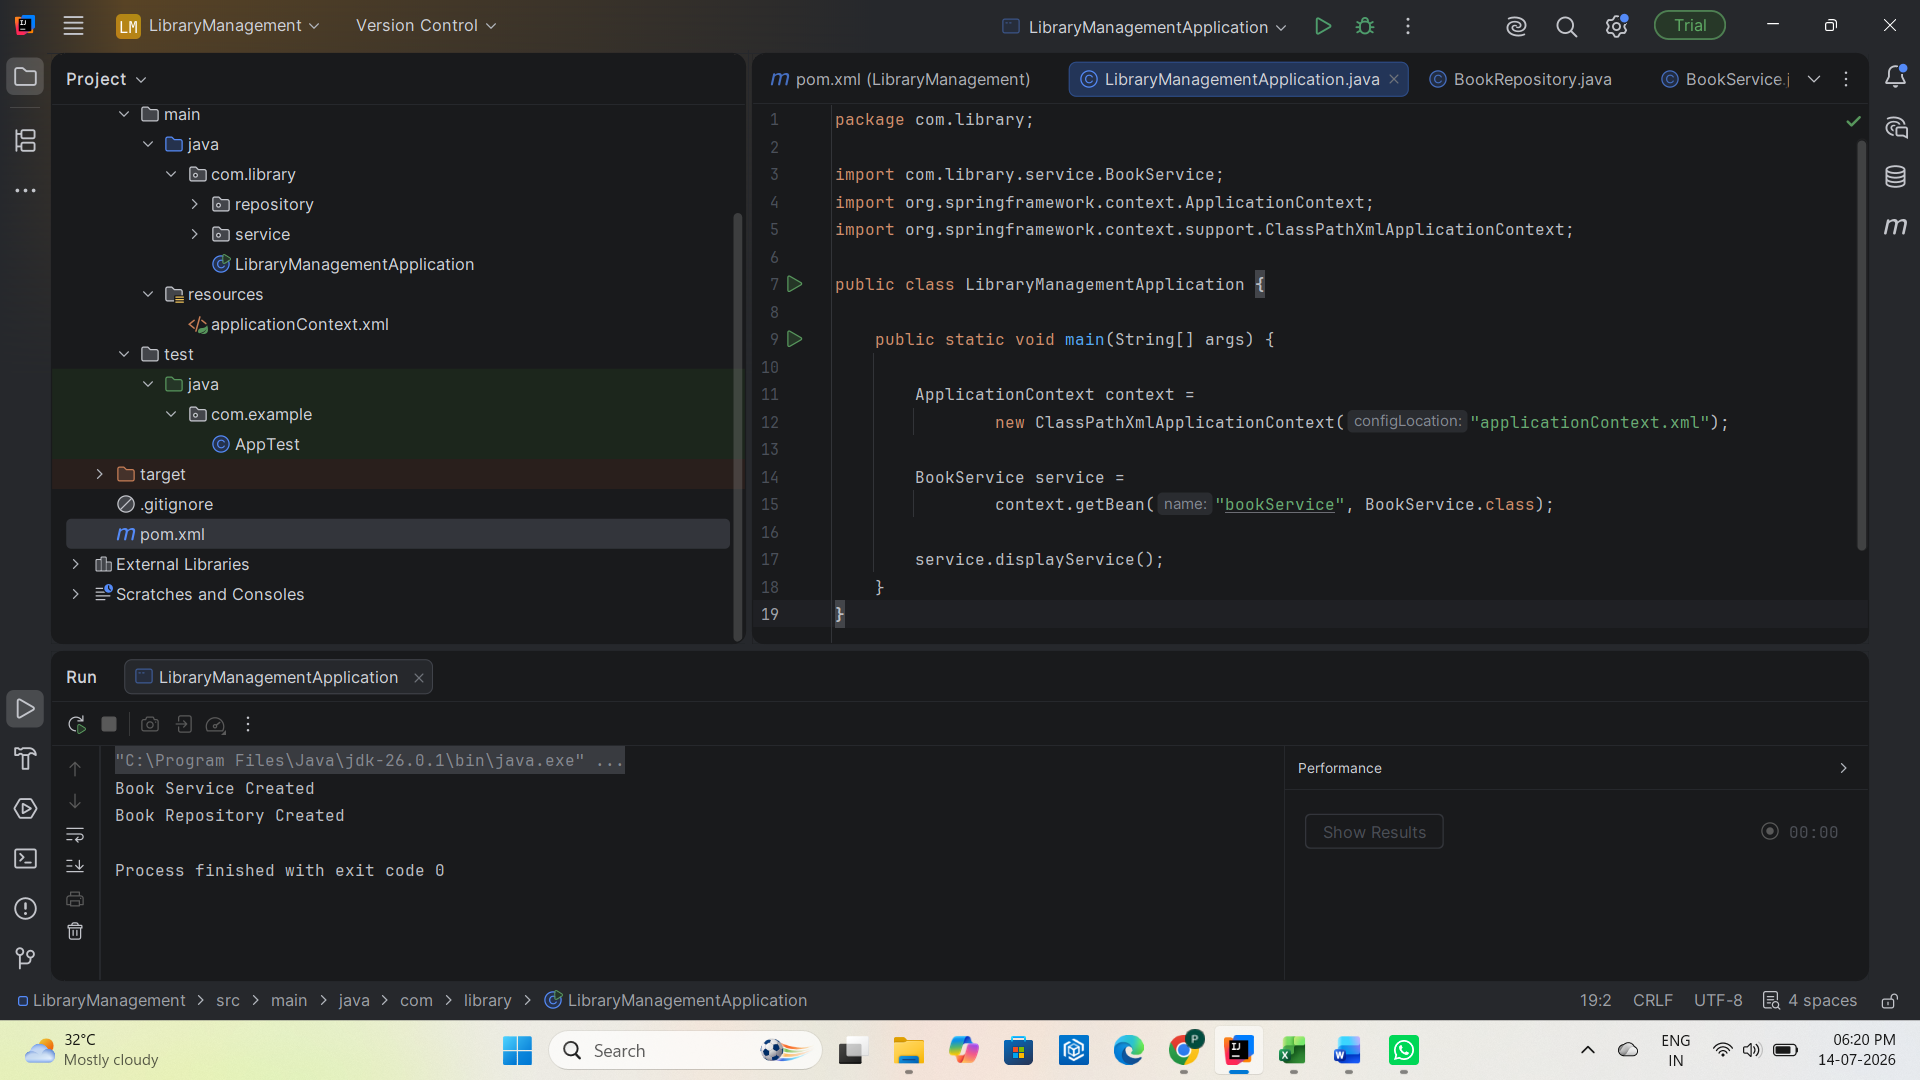 LM LibraryManagement Version Control LibraryManagementApplication Trial
Project
main
java
com.library
repository
service
LibraryManagementApplication
resources
applicationContext.xml
test
java
com.example
AppTest
target
.gitignore
pom.xml
External Libraries
Scratches and Consoles
m pom.xml (LibraryManagement) LibraryManagementApplication.java BookRepository.java BookService.j
1 package com.library;
2
3 import com.library.service.BookService;
4 import org.springframework.context.ApplicationContext;
5 import org.springframework.context.support.ClassPathXmlApplicationContext;
6
7 public class LibraryManagementApplication {
8
9 public static void main(String[] args) {
10
11 ApplicationContext context =
12 new ClassPathXmlApplicationContext( configLocation: "applicationContext.xml");
13
14 BookService service =
15 context.getBean( name: "bookService", BookService.class);
16
17 service.displayService();
18 }
19 }
Run LibraryManagementApplication
"C:\Program Files\Java\jdk-26.0.1\bin\java.exe" ...
Book Service Created
Book Repository Created
Process finished with exit code 0
Performance
Show Results 00:00
LibraryManagement > src > main > java > com > library > LibraryManagementApplication 19:2 CRLF UTF-8 4 spaces
32°C
Mostly cloudy
Search
ENG
IN
06:20 PM
14-07-2026